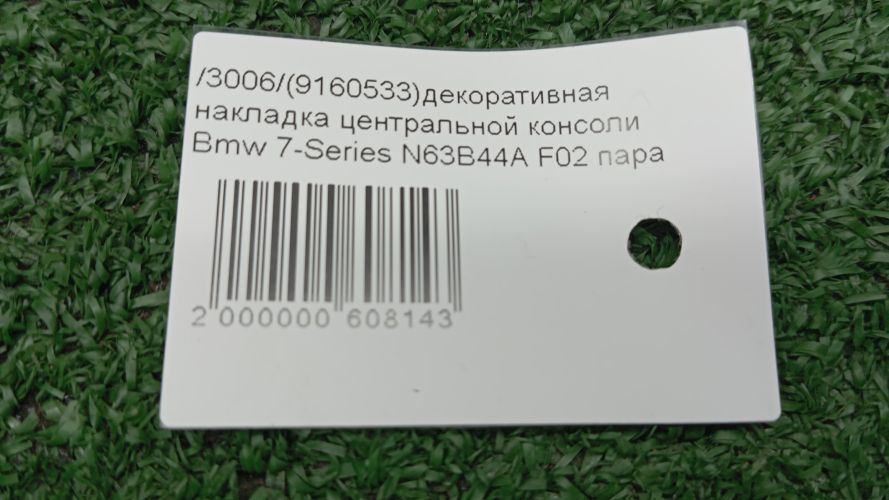 /3006/(9160533)декоративная
накладка центральной консоли
Bmw 7-Series N63B44A F02 пара
2 000000 608143